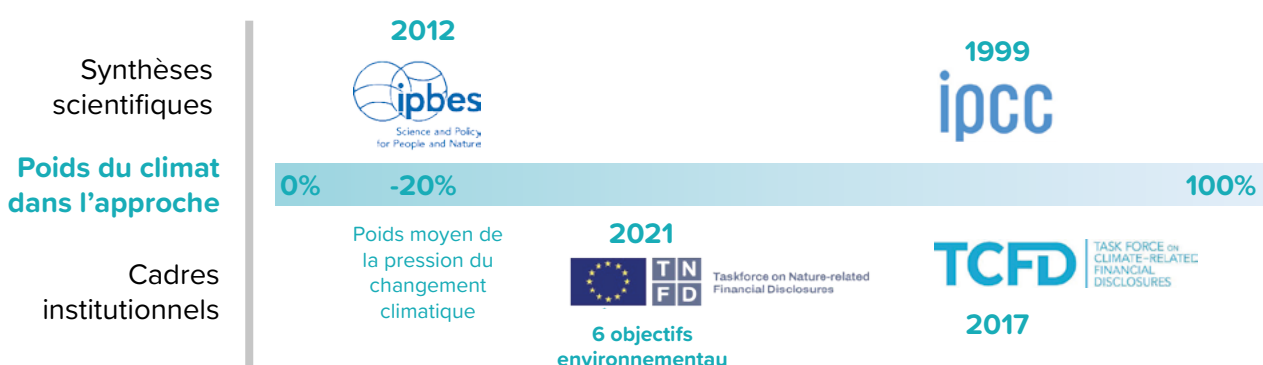 Synthèses
scientifiques
2012
ipbes
Science and Policy
for People and Nature
1999
ipcc
Poids du climat
dans l'approche
0%
-20%
100%
Cadres
institutionnels
Poids moyen de
la pression du
changement
climatique
2021
TN
FD
Taskforce on Nature-related
Financial Disclosures
6 objectifs
environnementau
TCFD
TASK FORCE ON
CLIMATE-RELATED
FINANCIAL
DISCLOSURES
2017